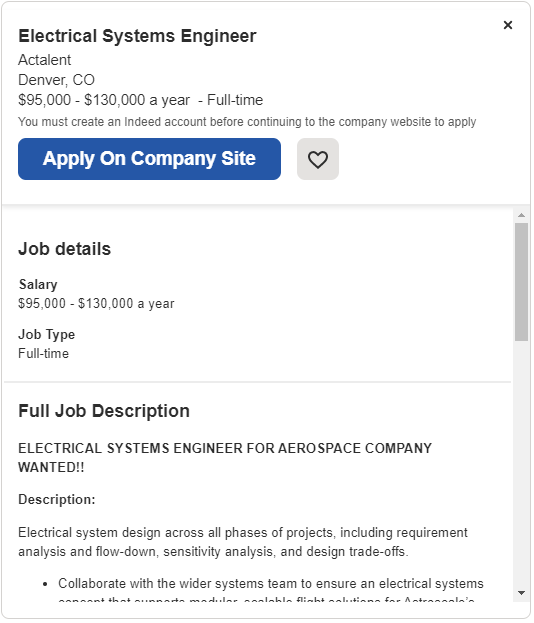 Electrical Systems Engineer
Actalent
Denver, CO
$95,000 - $130,000 a year - Full-time
You must create an Indeed account before continuing to the company website to apply
Apply On Company Site
Job details
Salary
$95,000 - $130,000 a year
Job Type
Full-time
Full Job Description
ELECTRICAL SYSTEMS ENGINEER FOR AEROSPACE COMPANY
WANTED!!
Description:
Electrical system design across all phases of projects, including requirement
analysis and flow-down, sensitivity analysis, and design trade-offs.
• Collaborate with the wider systems team to ensure an electrical systems
that supports modular, scalable flight solutions for Astroscale's